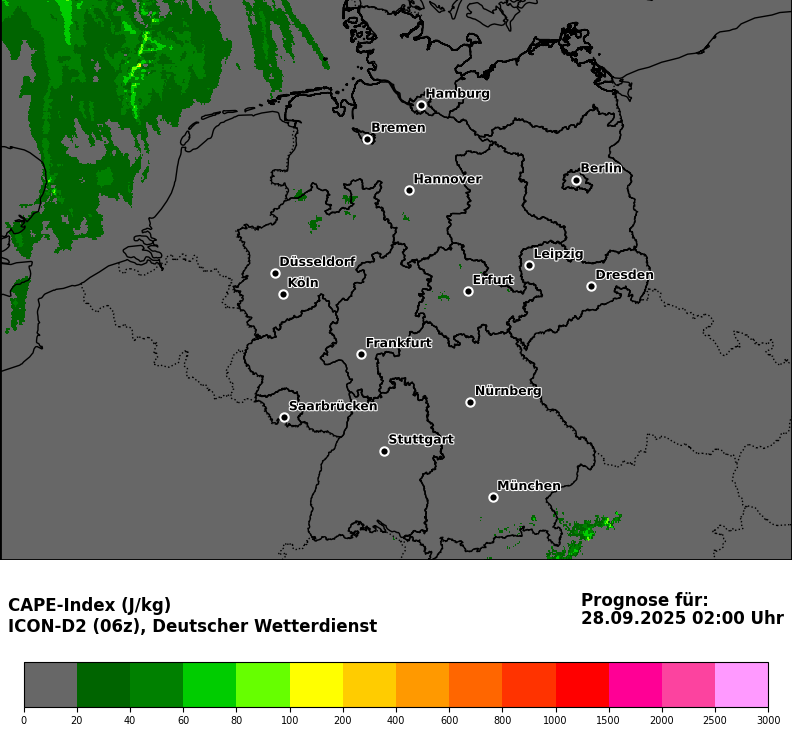 Hamburg
Bremen
Berlin
Hannover
Leipzig
Düsseldorf
Dresden
Erfurt
Köln
Frankfurt
Nürnberg
Saarbrücken
Stuttgart
München
CAPE-Index (J/kg)
ICON-D2 (06z), Deutscher Wetterdienst
Prognose für:
28.09.2025 02:00 Uhr
0 20 40 60 80 100 200 400 600 800 1000 1500 2000 2500 3000